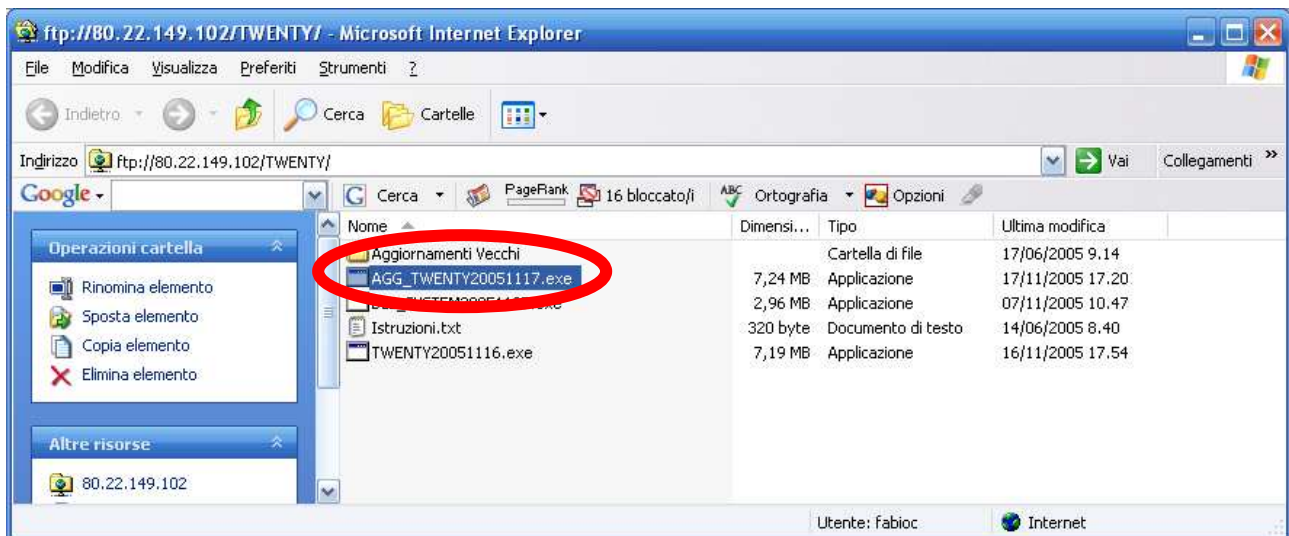 ftp://80.22.149.102/TWENTY/ - Microsoft Internet Explorer
File Modifica Visualizza Preferiti Strumenti ?
Indietro Cerca Cartelle
Indirizzo ftp://80.22.149.102/TWENTY/ Vai Collegamenti »
Google Cerca PageRank 16 bloccato/i ABC Ortografia Opzioni
Nome Dimensi... Tipo Ultima modifica
Operazioni cartella
Aggiornamenti Vecchi Cartella di file 17/06/2005 9.14
AGG_TWENTY20051117.exe 7,24 MB Applicazione 17/11/2005 17.20
Rinomina elemento
2,96 MB Applicazione 07/11/2005 10.47
Sposta elemento
Istruzioni.txt 320 byte Documento di testo 14/06/2005 8.40
Copia elemento
TWENTY20051116.exe 7,19 MB Applicazione 16/11/2005 17.54
Elimina elemento
Altre risorse
80.22.149.102
Utente: fabioc Internet